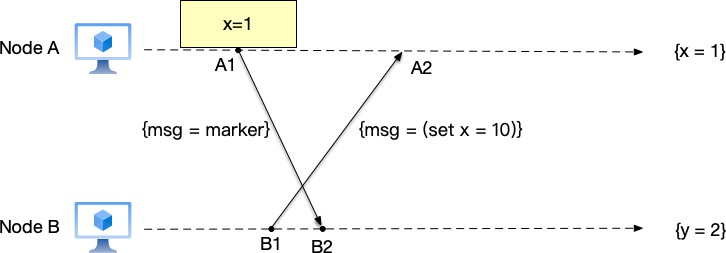 x=1
Node A
{x = 1}
A1
A2
{msg = marker}
{msg = (set x = 10)}
Node B
{y = 2}
B1
B2